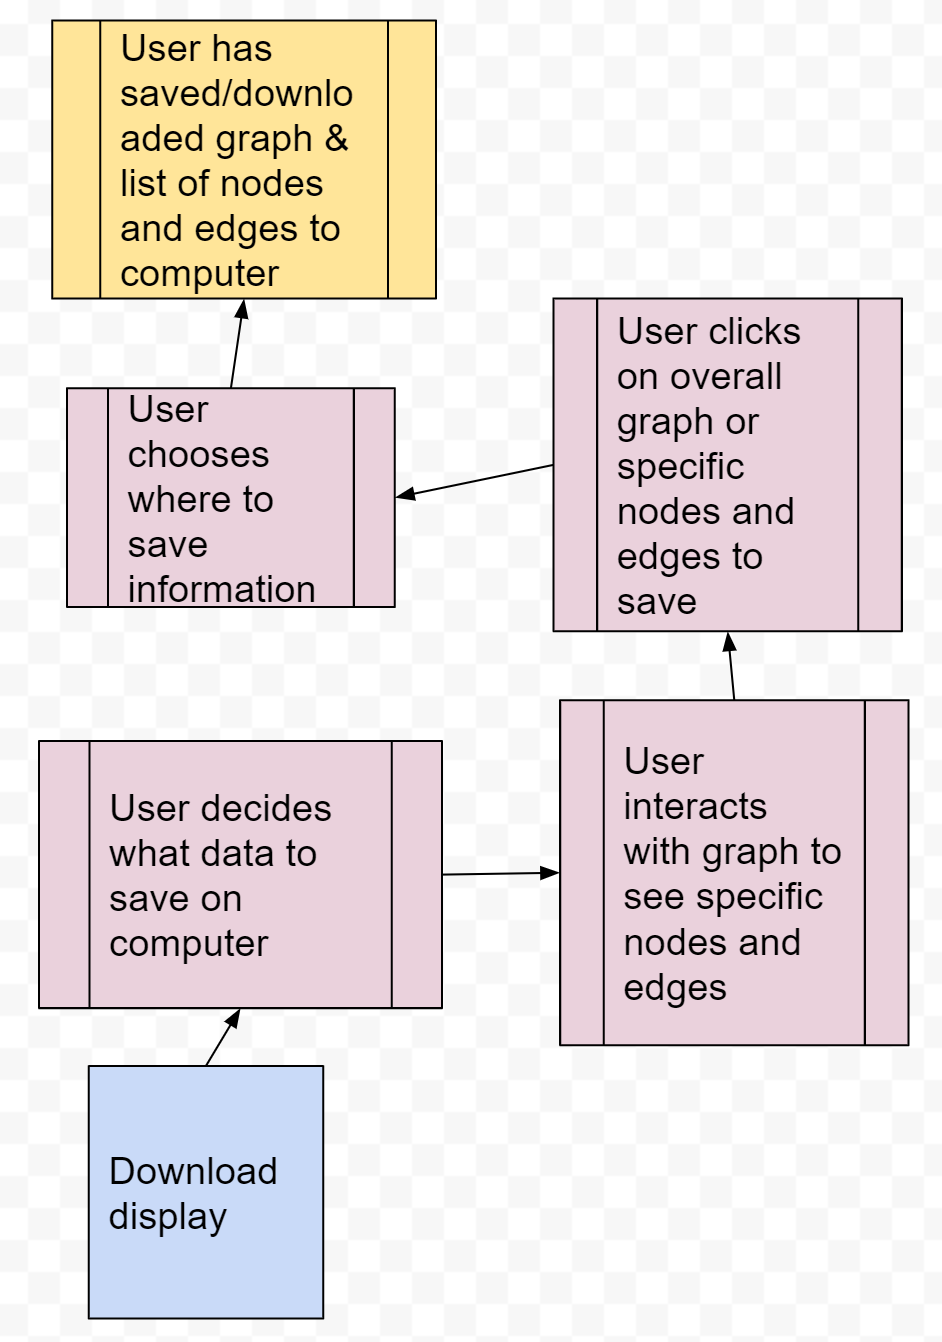 User has
saved/downlo
aded graph &
list of nodes
and edges to
computer
User clicks
on overall
graph or
specific
nodes and
edges to
save
User
chooses
where to
save
information
User
interacts
with graph to
see specific
nodes and
edges
User decides
what data to
save on
computer
Download
display